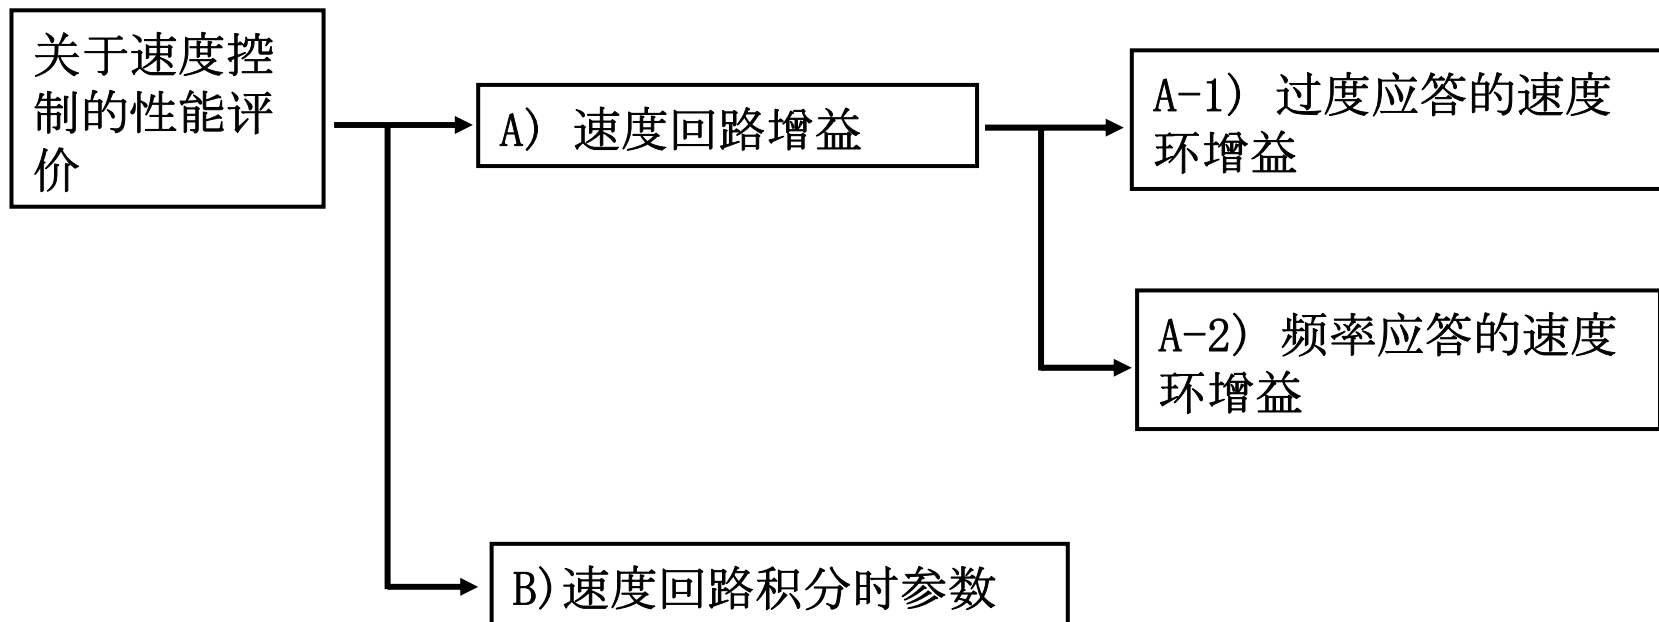 关于速度控
制的性能评
价
A) 速度回路增益
A-1) 过度应答的速度
环增益
A-2) 频率应答的速度
环增益
B)速度回路积分时参数